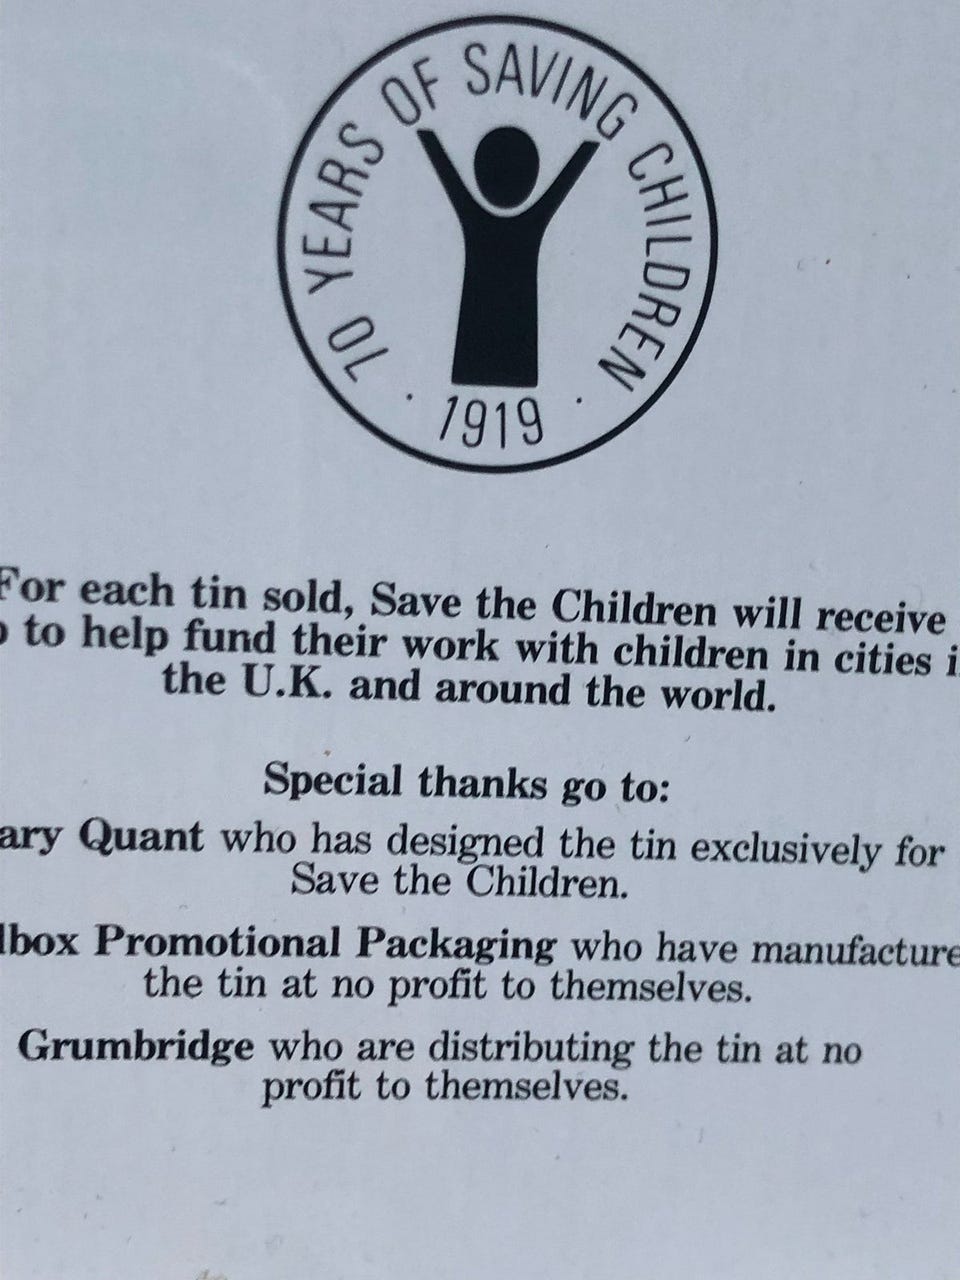 70 YEARS OF SAVING CHILDREN
· 1919 ·
For each tin sold, Save the Children will receive
p to help fund their work with children in cities i
the U.K. and around the world.
Special thanks go to:
ary Quant who has designed the tin exclusively for
Save the Children.
lbox Promotional Packaging who have manufacture
the tin at no profit to themselves.
Grumbridge who are distributing the tin at no
profit to themselves.